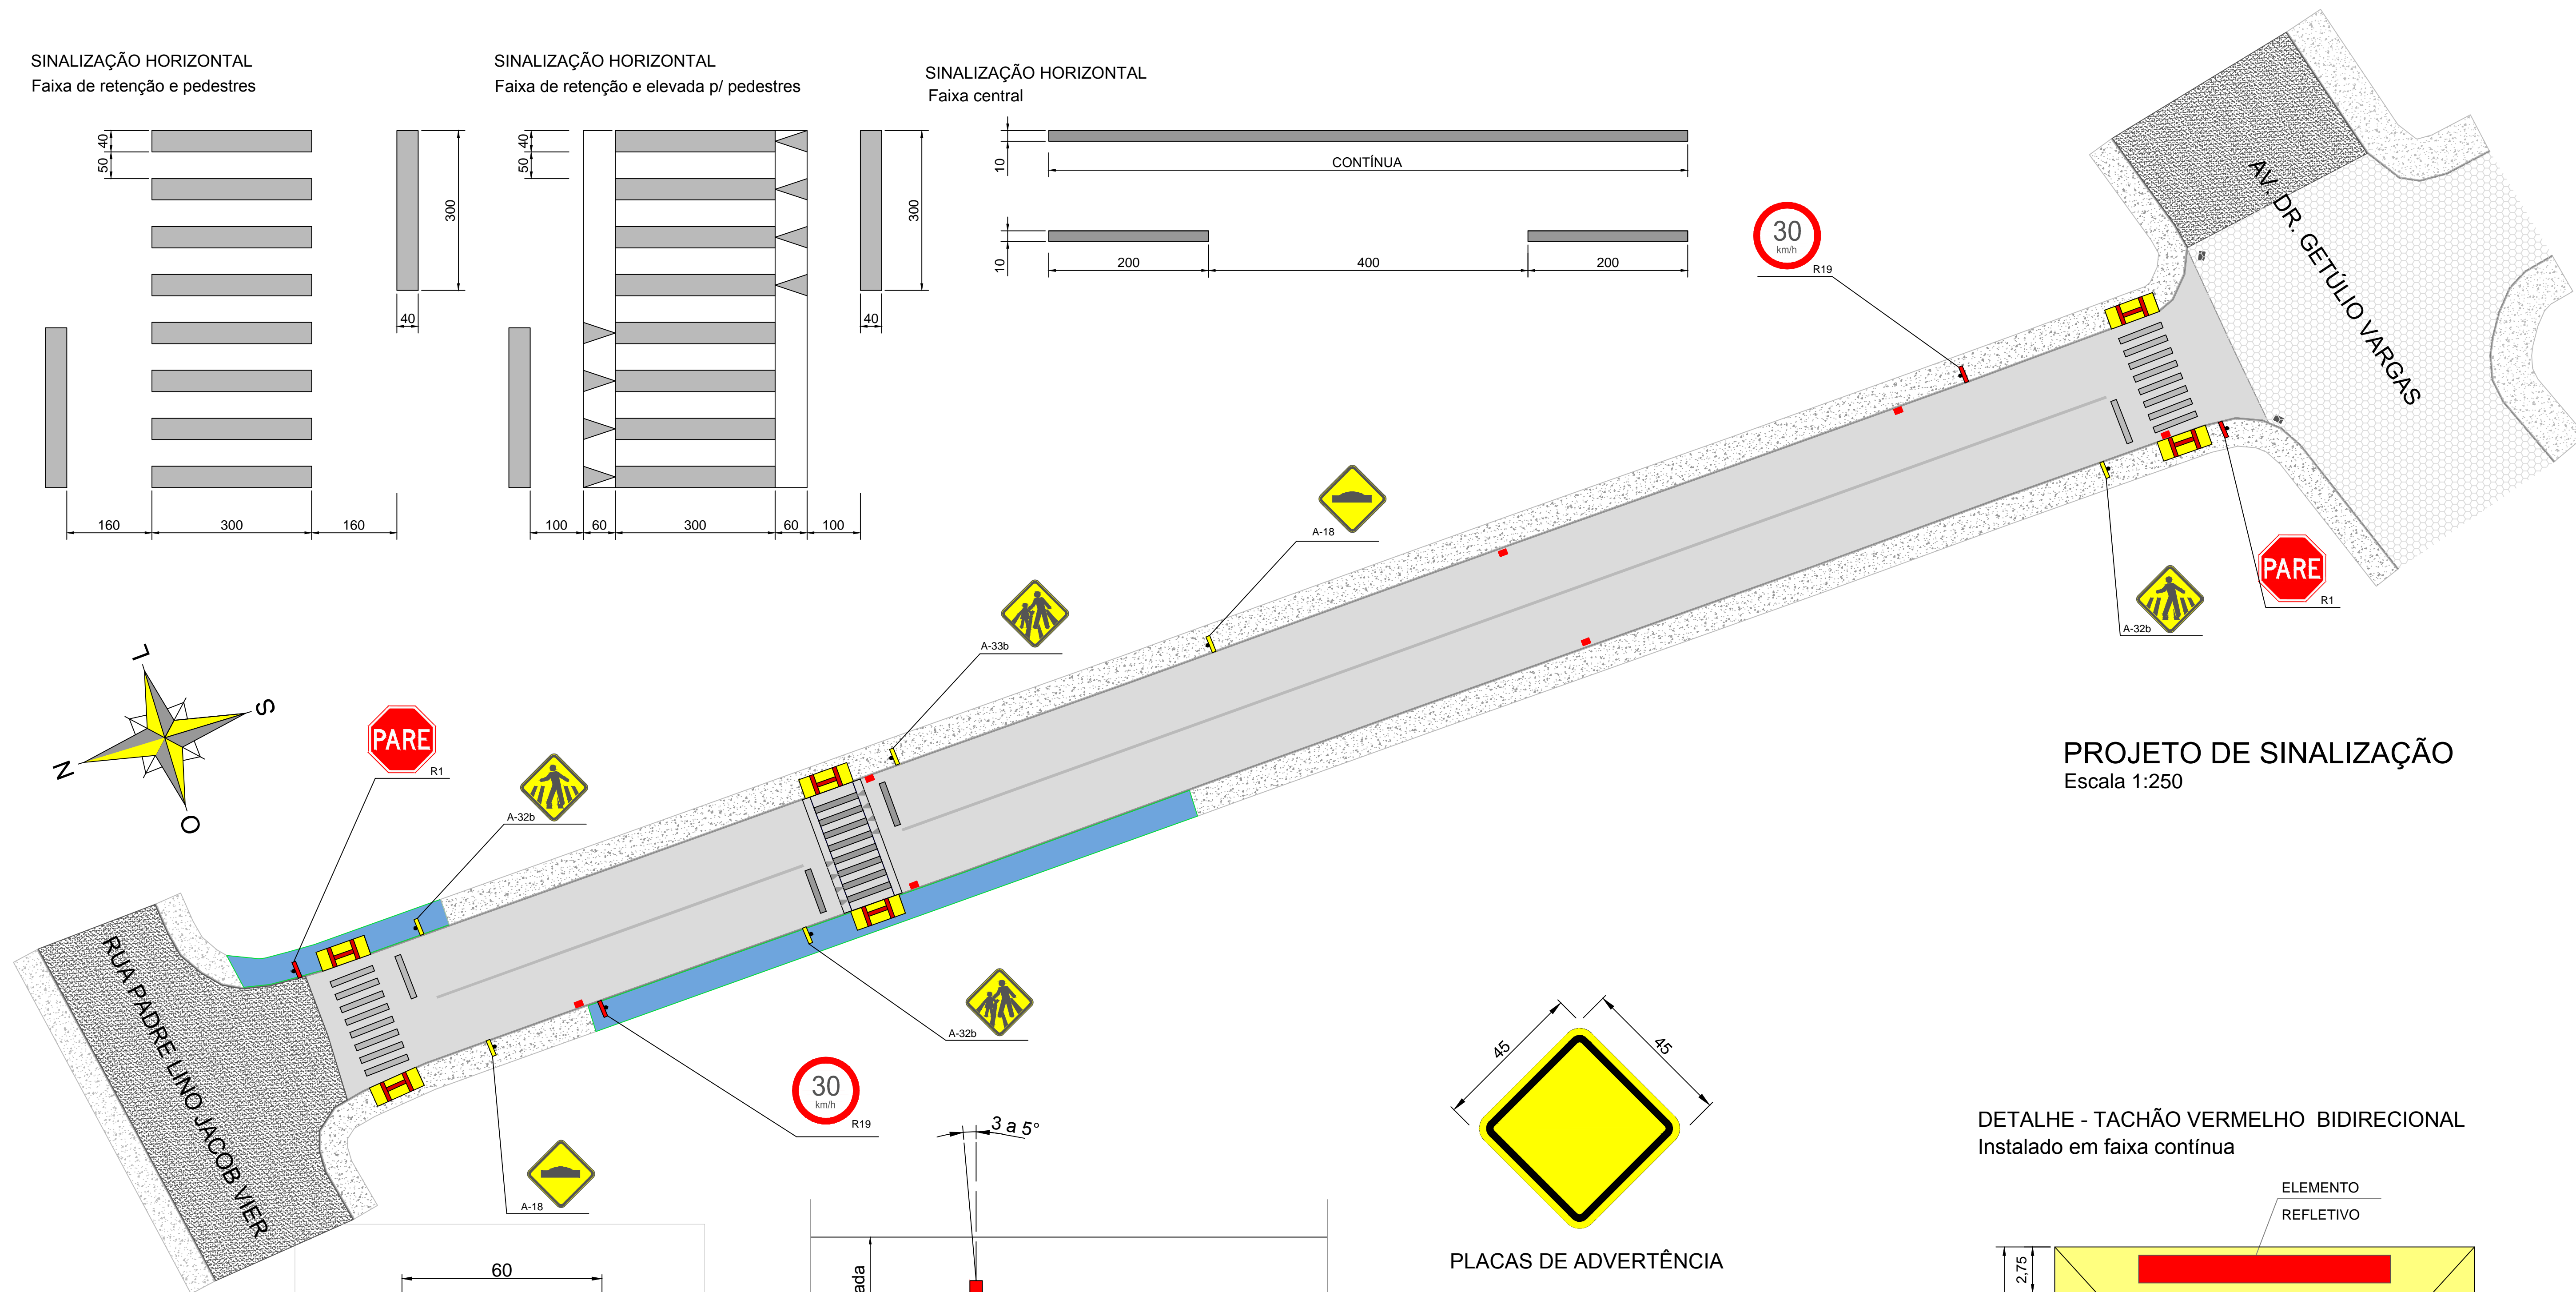 SINALIZAÇÃO HORIZONTAL
Faixa de retenção e pedestres
40
50
300
40
160
300
160
SINALIZAÇÃO HORIZONTAL
Faixa de retenção e elevada p/ pedestres
40
50
300
40
100
60
300
60
100
SINALIZAÇÃO HORIZONTAL
Faixa central
10
CONTÍNUA
10
200
400
200
30
km/h
R19
AV. DR. GETÚLIO VARGAS
A-18
A-33b
PARE
R1
A-32b
L
S
N
O
PARE
R1
A-32b
PROJETO DE SINALIZAÇÃO
Escala 1:250
RUA PADRE LINO JACOB VIER
A-32b
30
km/h
R19
A-18
45
45
PLACAS DE ADVERTÊNCIA
3 a 5°
60
ada
DETALHE - TACHÃO VERMELHO BIDIRECIONAL
Instalado em faixa contínua
ELEMENTO
REFLETIVO
2,75